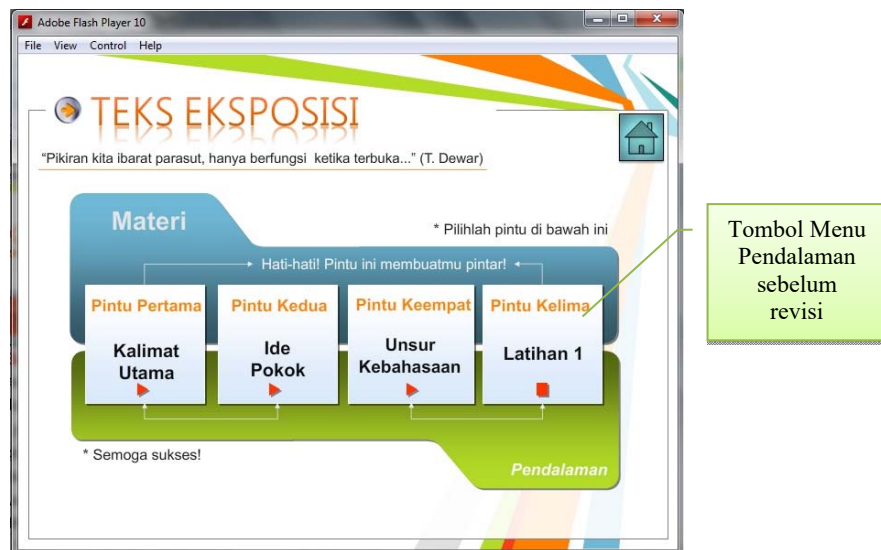 Adobe Flash Player 10
File View Control Help
TEKS EKSPOSISI
“Pikiran kita ibarat parasut, hanya berfungsi ketika terbuka...” (T. Dewar)
Materi
* Pilihlah pintu di bawah ini
Hati-hati! Pintu ini membuatmu pintar!
Pintu Pertama
Kalimat
Utama
Pintu Kedua
Ide
Pokok
Pintu Keempat
Unsur
Kebahasaan
Pintu Kelima
Latihan 1
* Semoga sukses!
Pendalaman
Tombol Menu
Pendalaman
sebelum
revisi